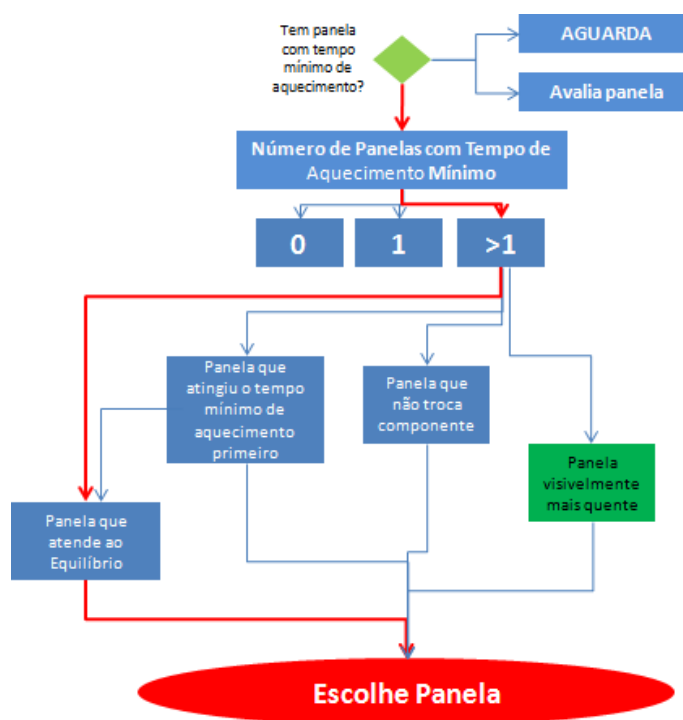 Tem panela
com tempo
mínimo de
aquecimento?
AGUARDA
Avalia panela
Número de Panelas com Tempo de
Aquecimento Mínimo
0
1
>1
Panela que
atingiu o tempo
mínimo de
aquecimento
primeiro
Panela que
não troca
componente
Panela
visivelmente
mais quente
Panela que
atende ao
Equilíbrio
Escolhe Panela